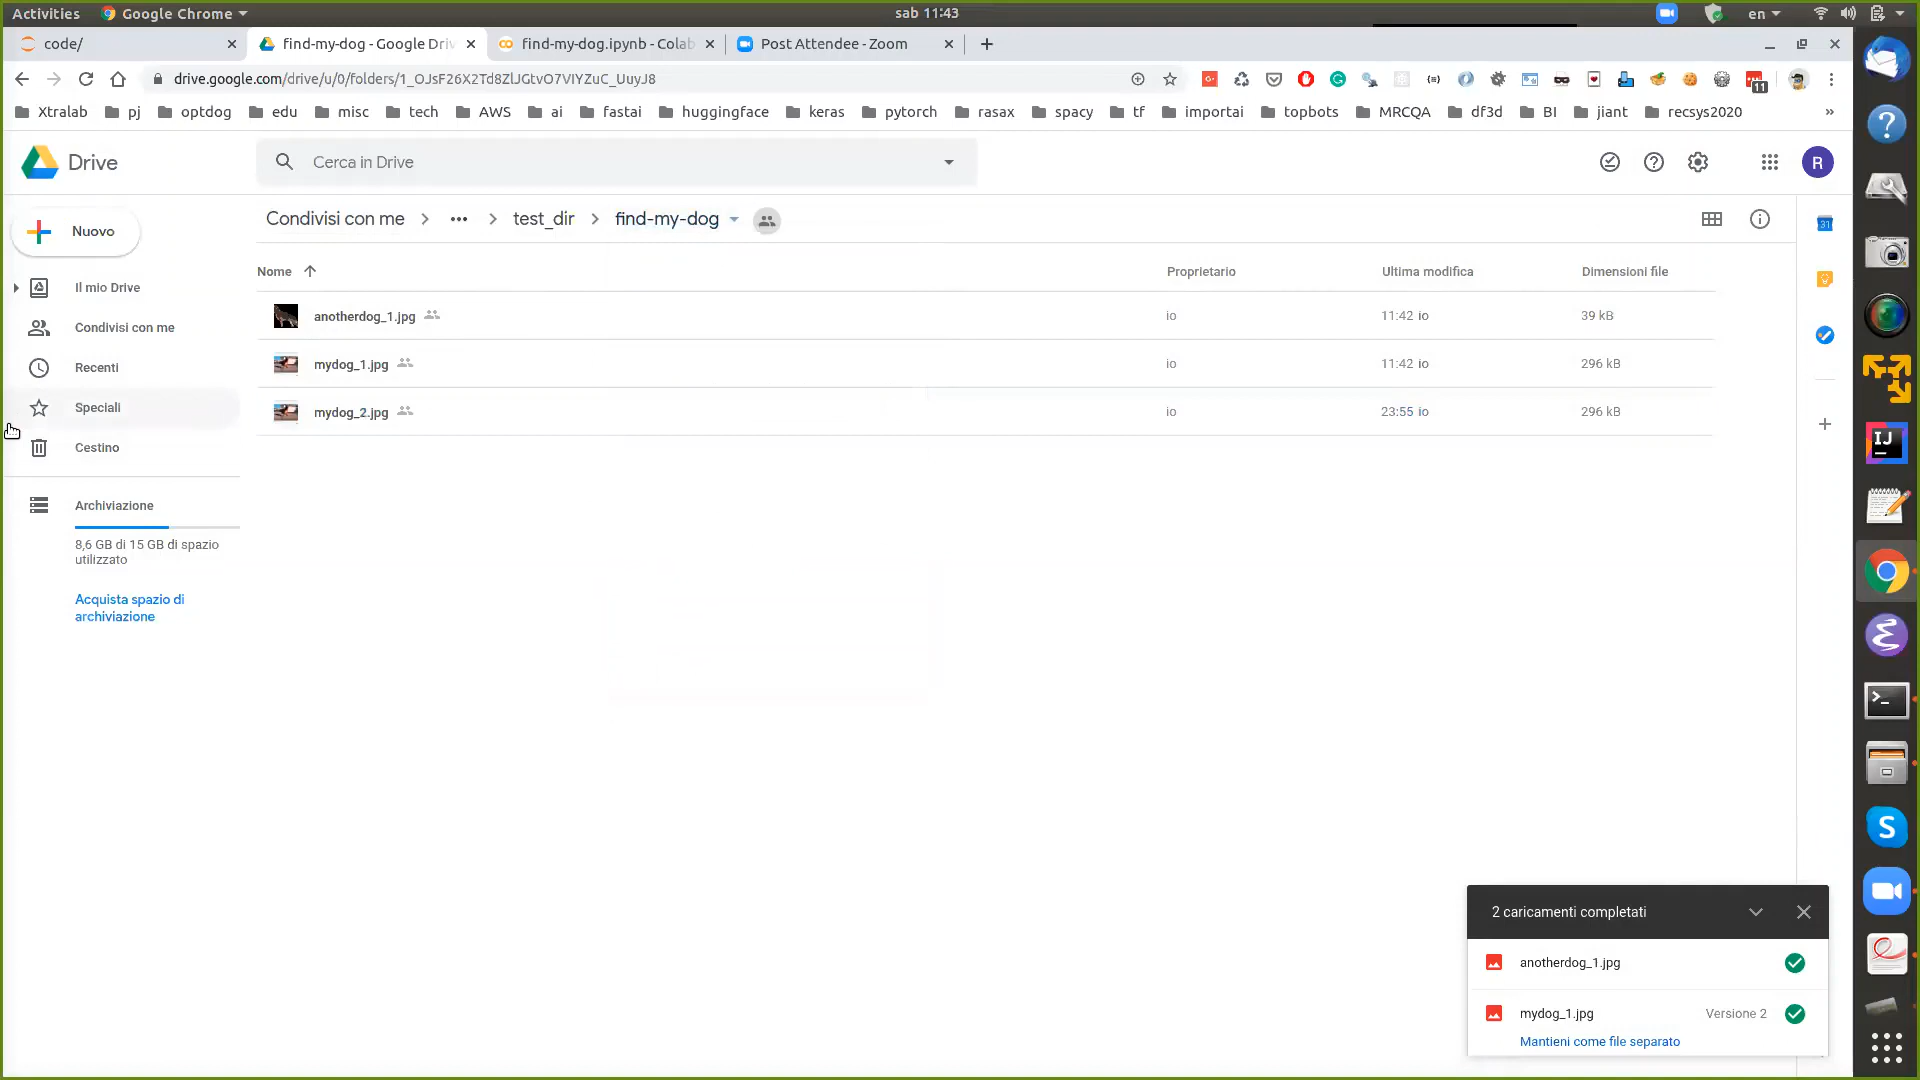 Activities
Google Chrome
sab 11:43
en
code/
find-my-dog - Google Driv
find-my-dog.ipynb - Colab
Post Attendee - Zoom
drive.google.com/drive/u/0/folders/1_OJsF26X2Td8ZlJGtvO7VIYZuC_UuyJ8
11
Xtralab
pj
optdog
edu
misc
tech
AWS
ai
fastai
huggingface
keras
pytorch
rasax
spacy
tf
importai
topbots
MRCQA
df3d
BI
jiant
recsys2020
»
Drive
Cerca in Drive
R
Nuovo
Condivisi con me
test_dir
find-my-dog
31
Nome
Proprietario
Ultima modifica
Dimensioni file
Il mio Drive
anotherdog_1.jpg
io
11:42 io
39 kB
Condivisi con me
mydog_1.jpg
io
11:42 io
296 kB
Recenti
mydog_2.jpg
io
23:55 io
296 kB
Speciali
Cestino
IJ
Archiviazione
8,6 GB di 15 GB di spazio
utilizzato
Acquista spazio di
archiviazione
2 caricamenti completati
anotherdog_1.jpg
mydog_1.jpg
Versione 2
Mantieni come file separato